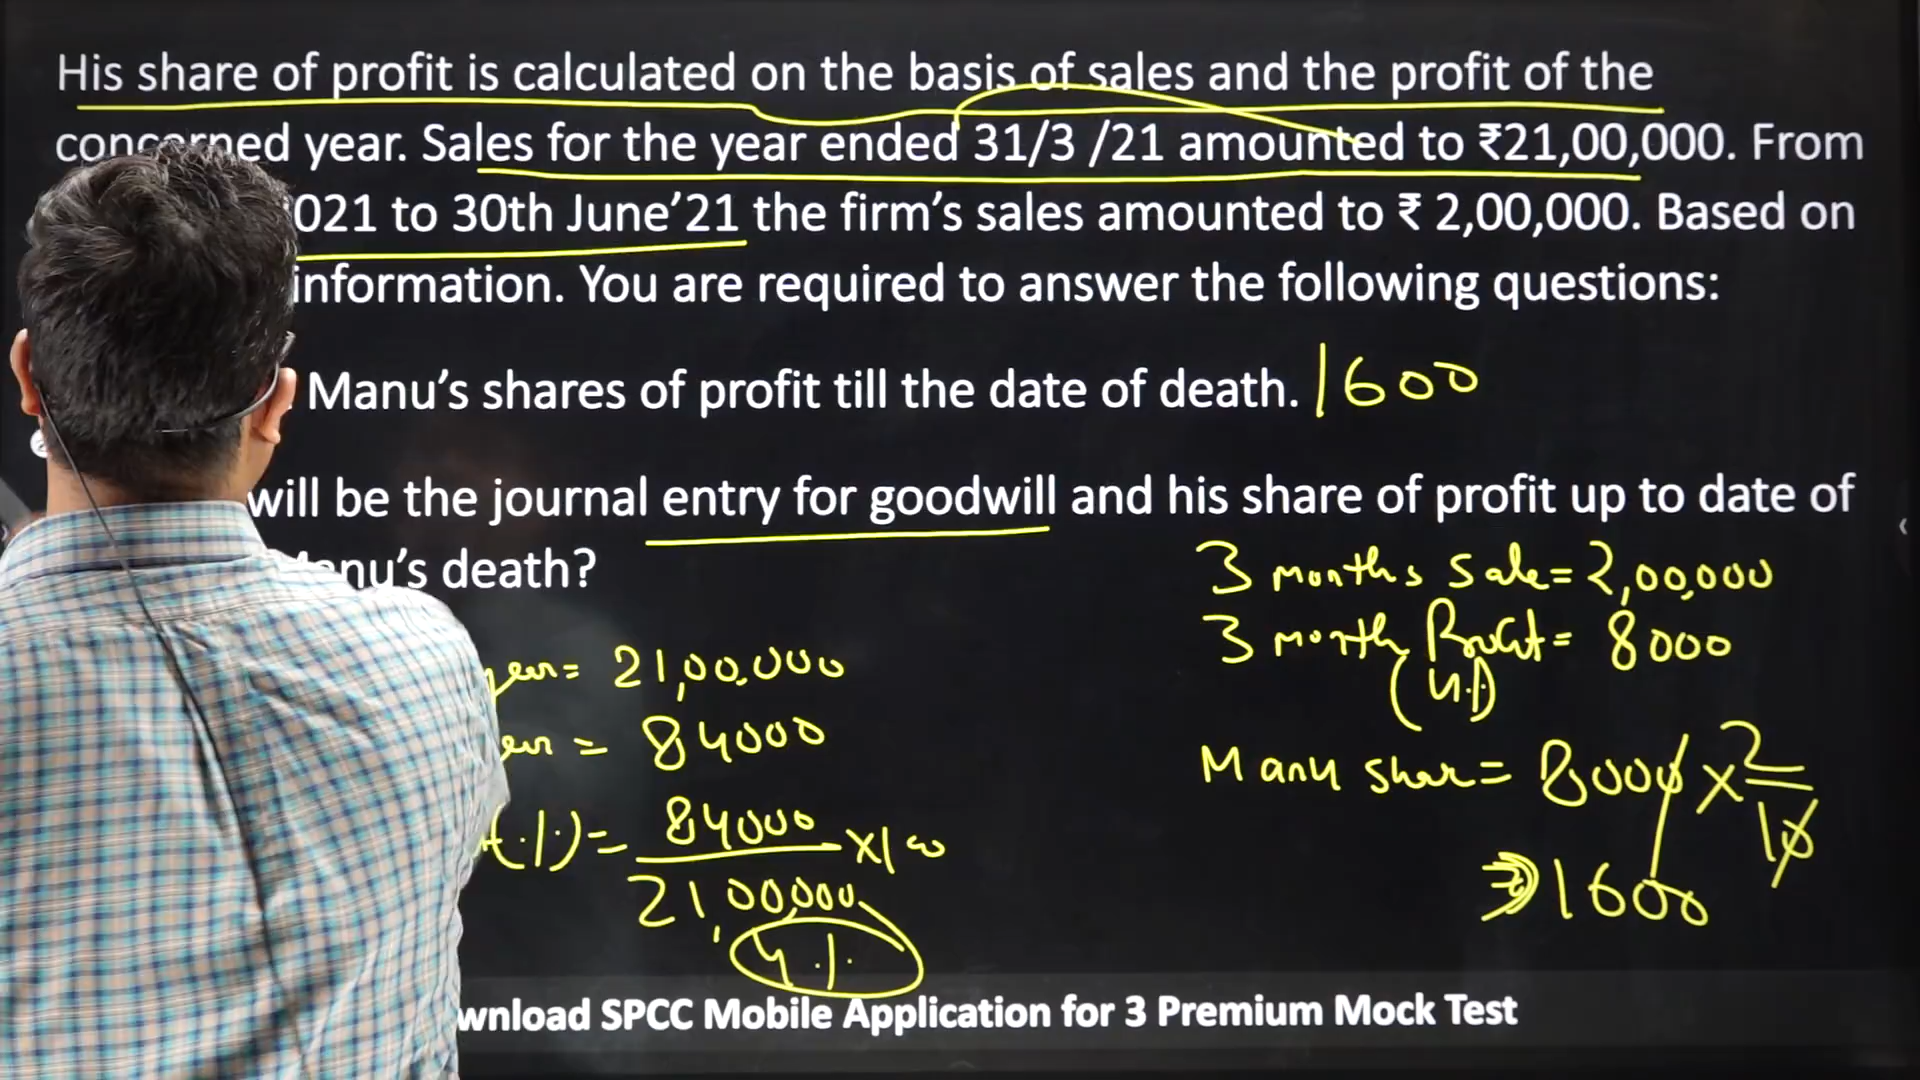 His share of profit is calculated on the basis of sales and the profit of the
concerned year. Sales for the year ended 31/3 /21 amounted to ₹21,00,000. From
021 to 30th June’21 the firm’s sales amounted to ₹ 2,00,000. Based on
information. You are required to answer the following questions:
Manu’s shares of profit till the date of death. 1600
will be the journal entry for goodwill and his share of profit up to date of
nu’s death?
3 months Sale = 2,00,000
3 month Profit = 8000
(4%)
= 21,00,000
= 84000
Manu share = 8000 × 2/10
⇒ 1600
= 84000/21,00,000 ×100
4%
wnload SPCC Mobile Application for 3 Premium Mock Test